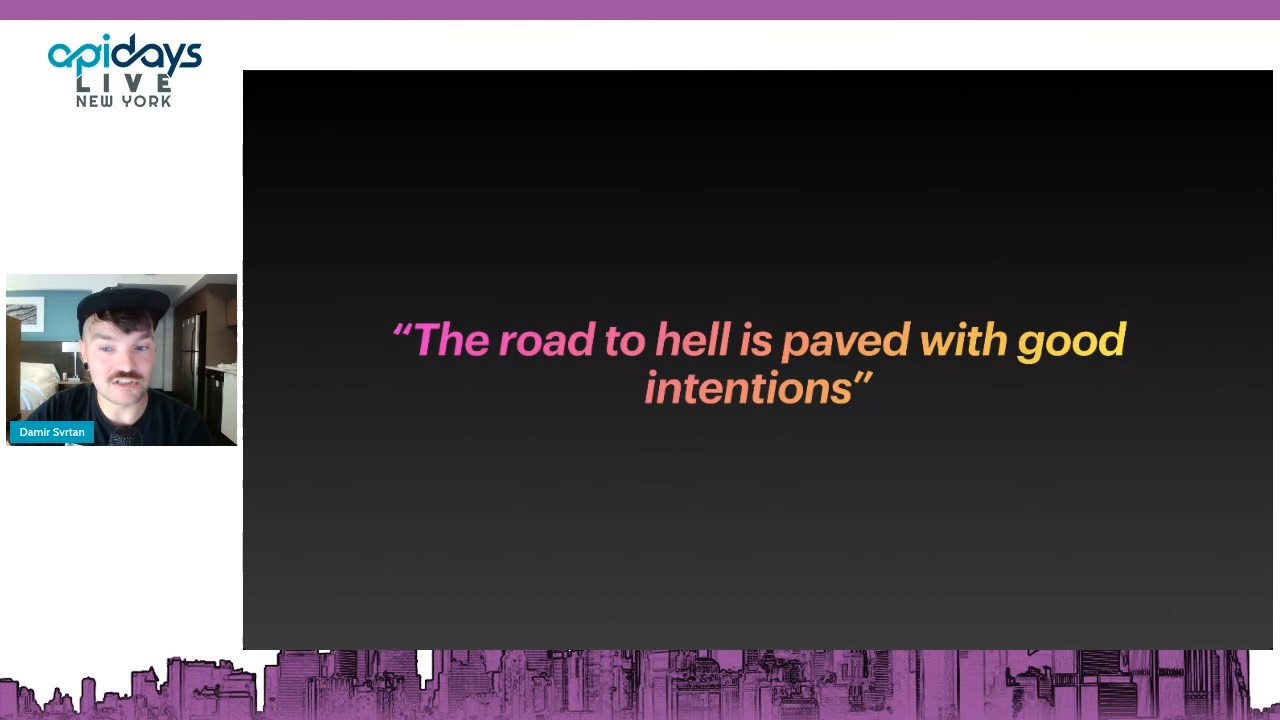 apidays
LIVE
NEW YORK
“The road to hell is paved with good
intentions”
Damir Svrtan